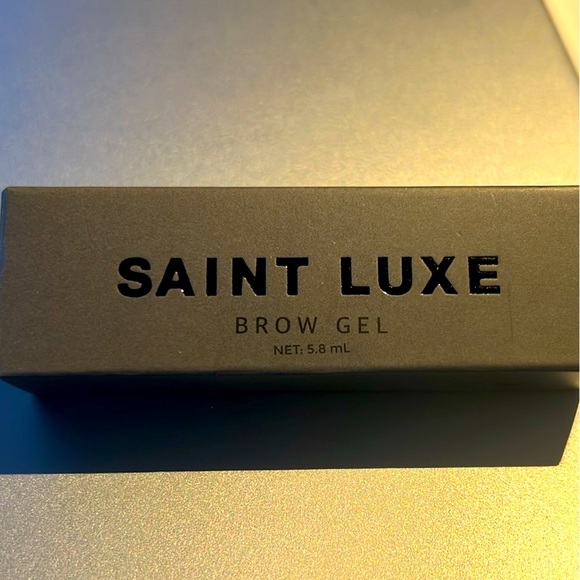 SAINT LUXE
BROW GEL
NET: 5.8 mL